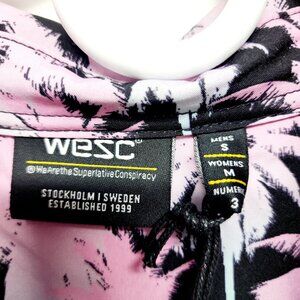 wesc
@WeAretheSuperlativeConspiracy
STOCKHOLM | SWEDEN
ESTABLISHED 1999
MENS
S
WOMENS
M
NUMERIC
3